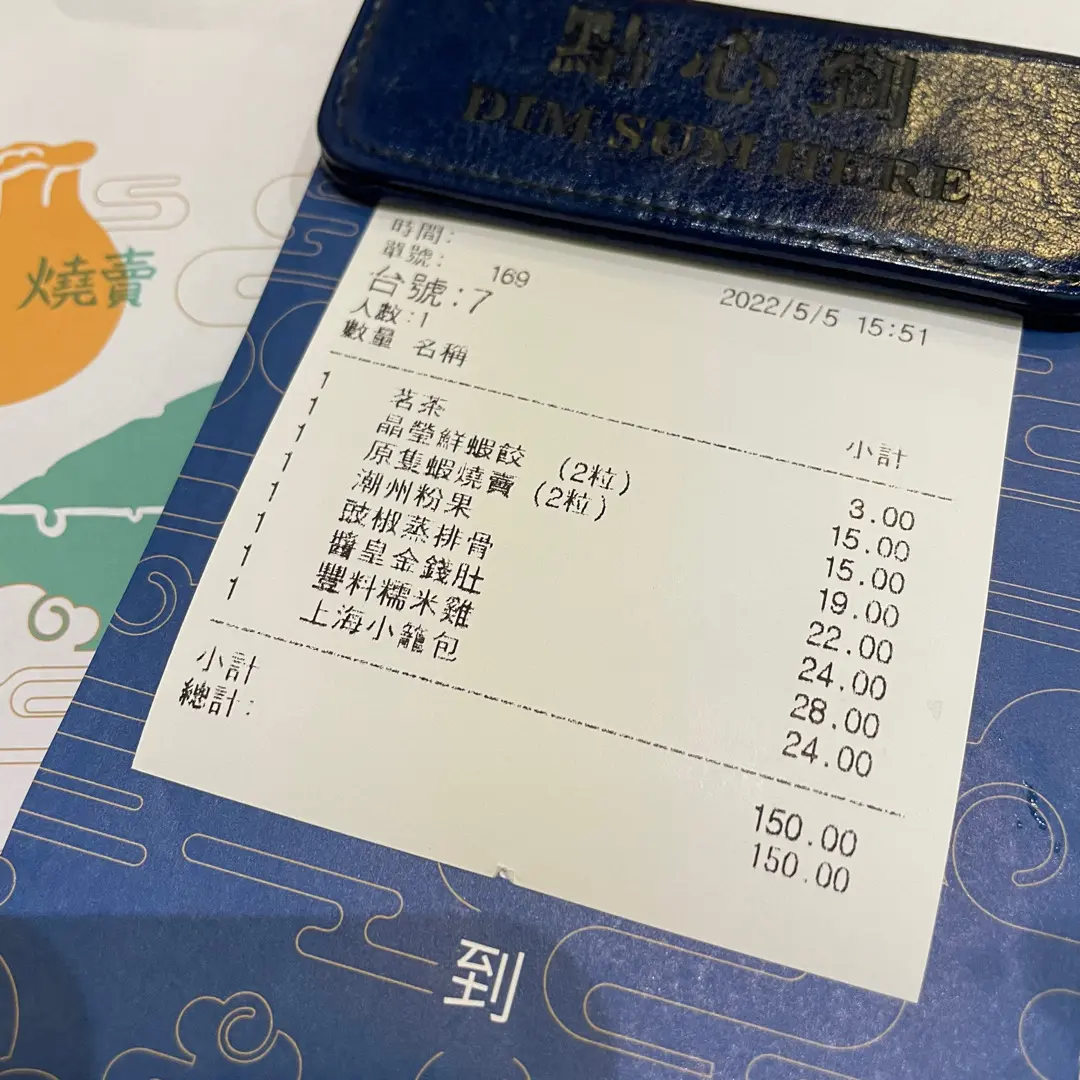 點心到
DIM SUM HERE
燒賣
時間:
單號: 169 2022/5/5 15:51
台號:7
人數:1
數量 名稱 小計
1 茗茶 3.00
1 晶瑩鮮蝦餃 (2粒) 15.00
1 原隻蝦燒賣 (2粒) 15.00
1 潮州粉果 19.00
1 豉椒蒸排骨 22.00
1 醬皇金錢肚 24.00
1 豐料糯米雞 28.00
1 上海小籠包 24.00
小計 150.00
總計: 150.00
到